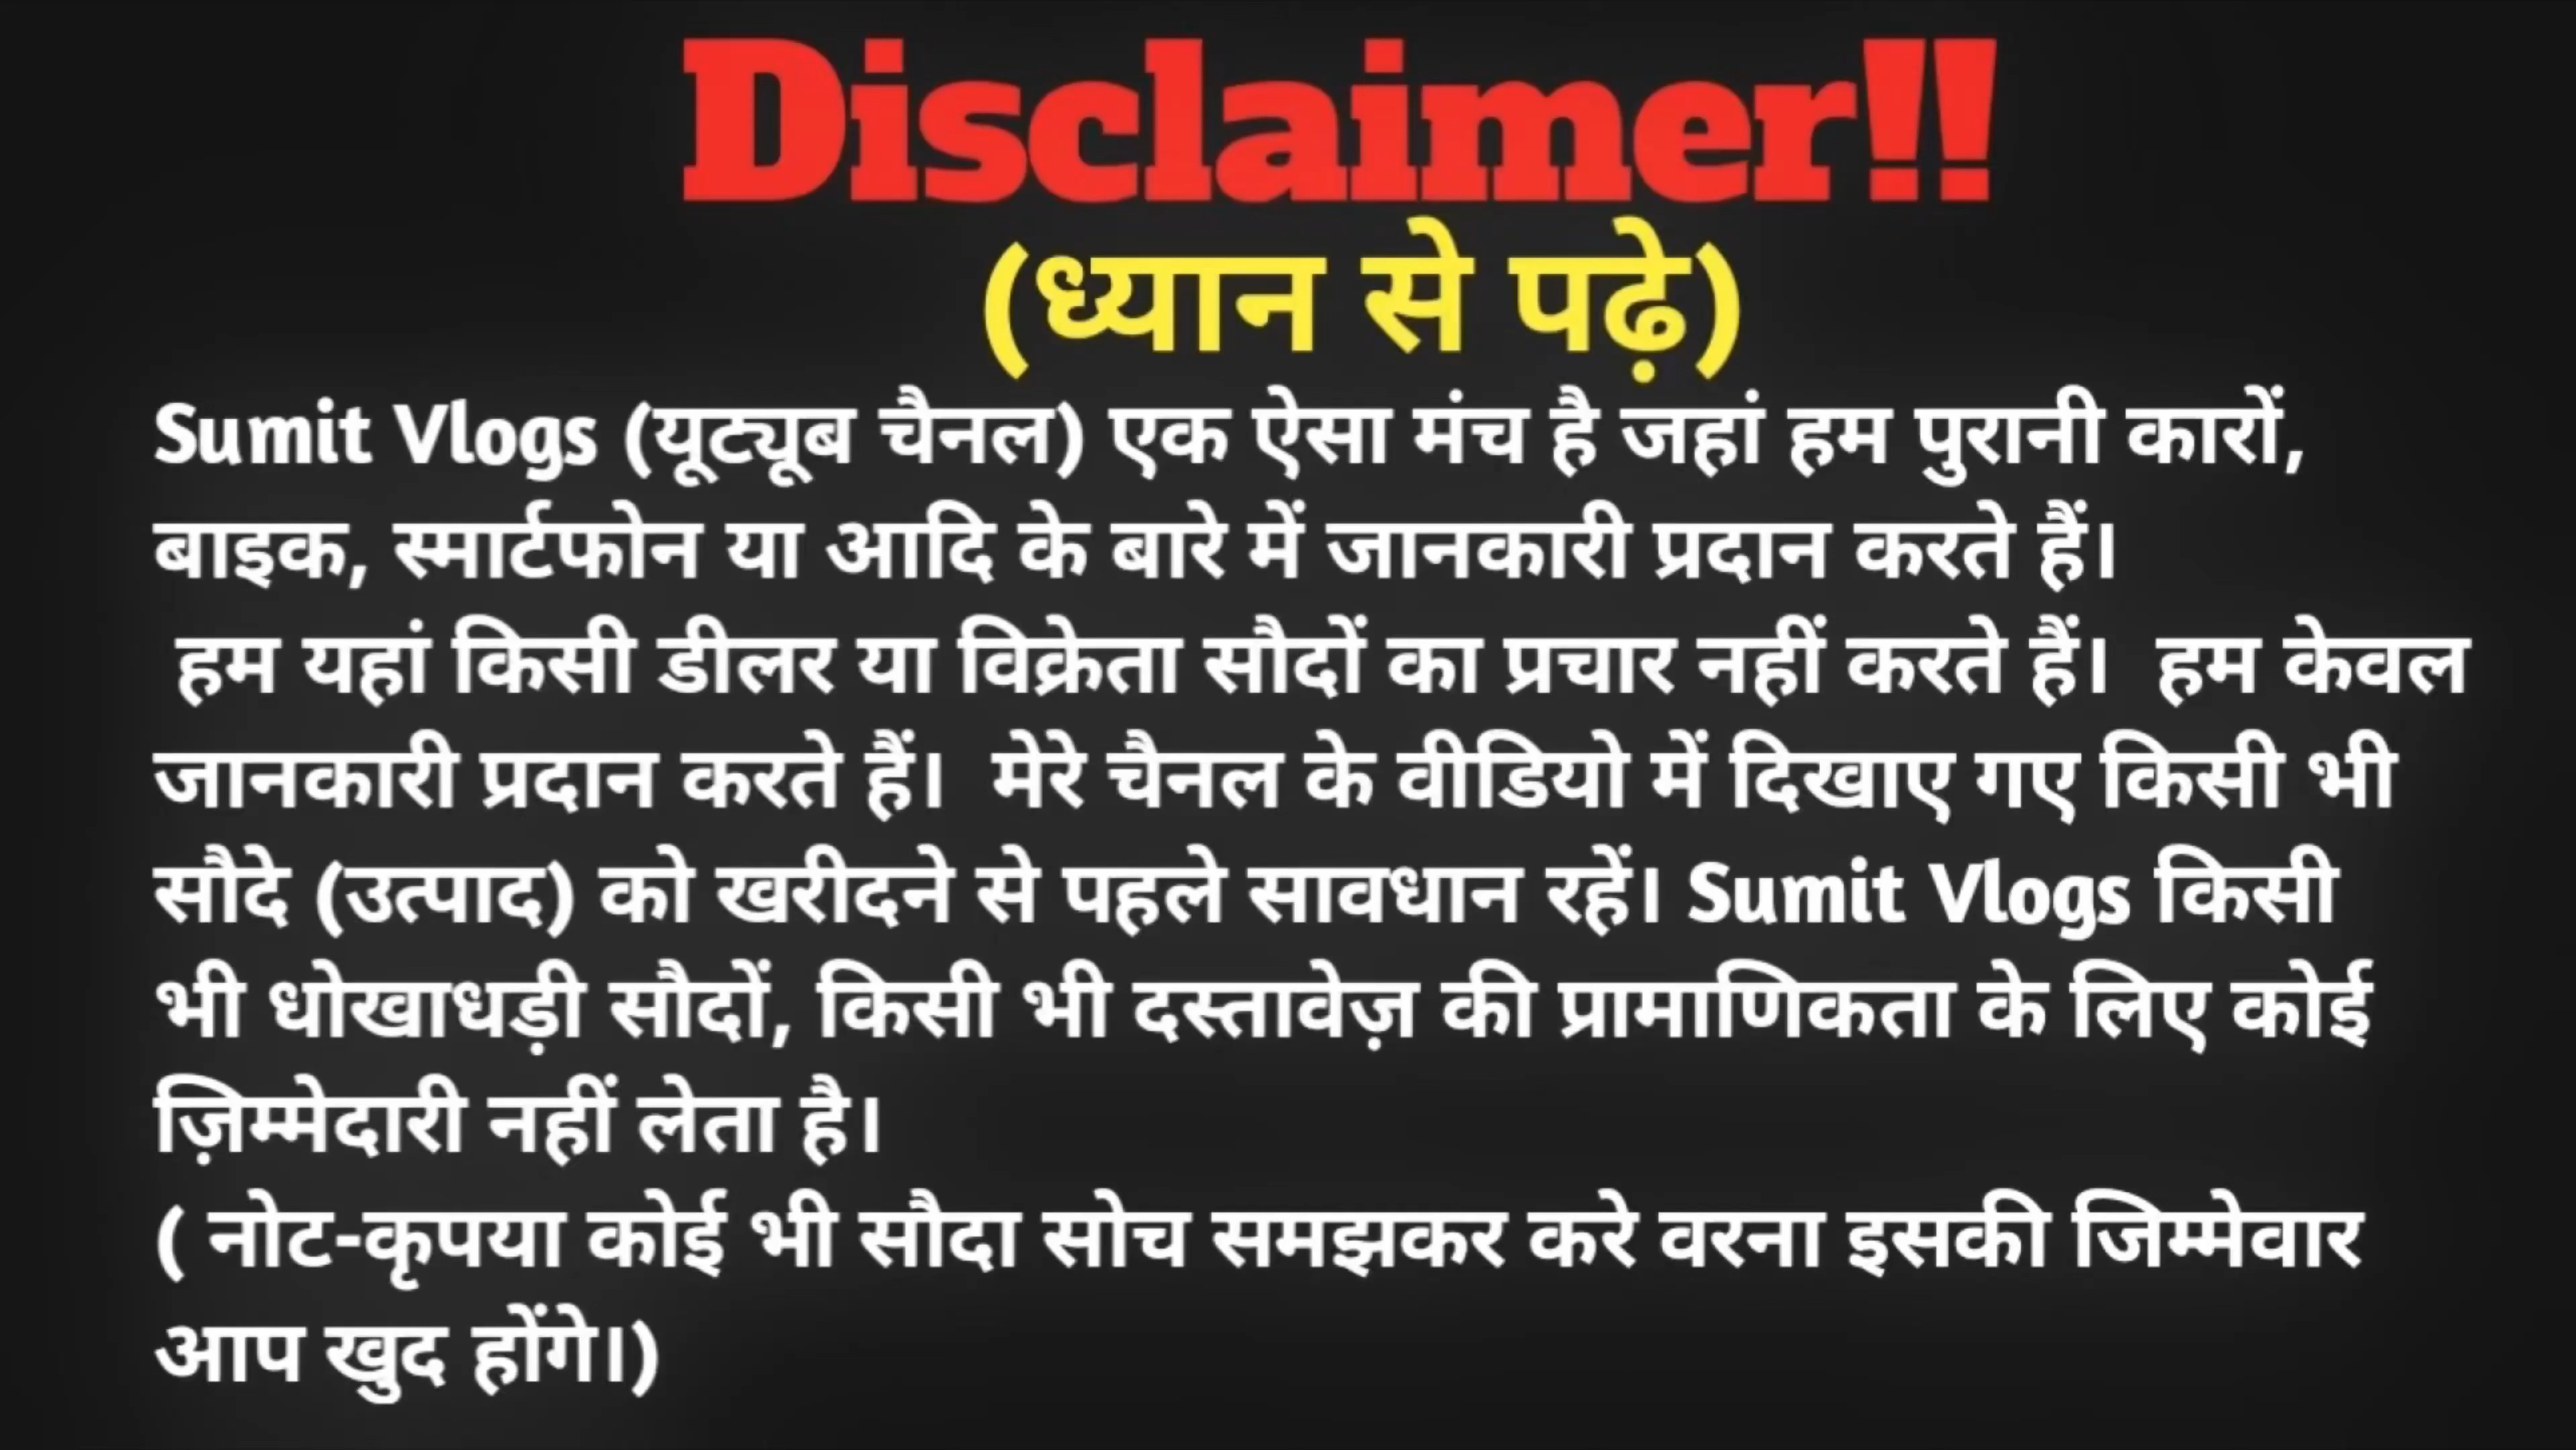 Disclaimer!!
(ध्यान से पढ़े)
Sumit Vlogs (यूट्यूब चैनल) एक ऐसा मंच है जहां हम पुरानी कारों,
बाइक, स्मार्टफोन या आदि के बारे में जानकारी प्रदान करते हैं।
हम यहां किसी डीलर या विक्रेता सौदों का प्रचार नहीं करते हैं। हम केवल
जानकारी प्रदान करते हैं। मेरे चैनल के वीडियो में दिखाए गए किसी भी
सौदे (उत्पाद) को खरीदने से पहले सावधान रहें। Sumit Vlogs किसी
भी धोखाधड़ी सौदों, किसी भी दस्तावेज़ की प्रामाणिकता के लिए कोई
ज़िम्मेदारी नहीं लेता है।
( नोट-कृपया कोई भी सौदा सोच समझकर करे वरना इसकी जिम्मेवार
आप खुद होंगे।)